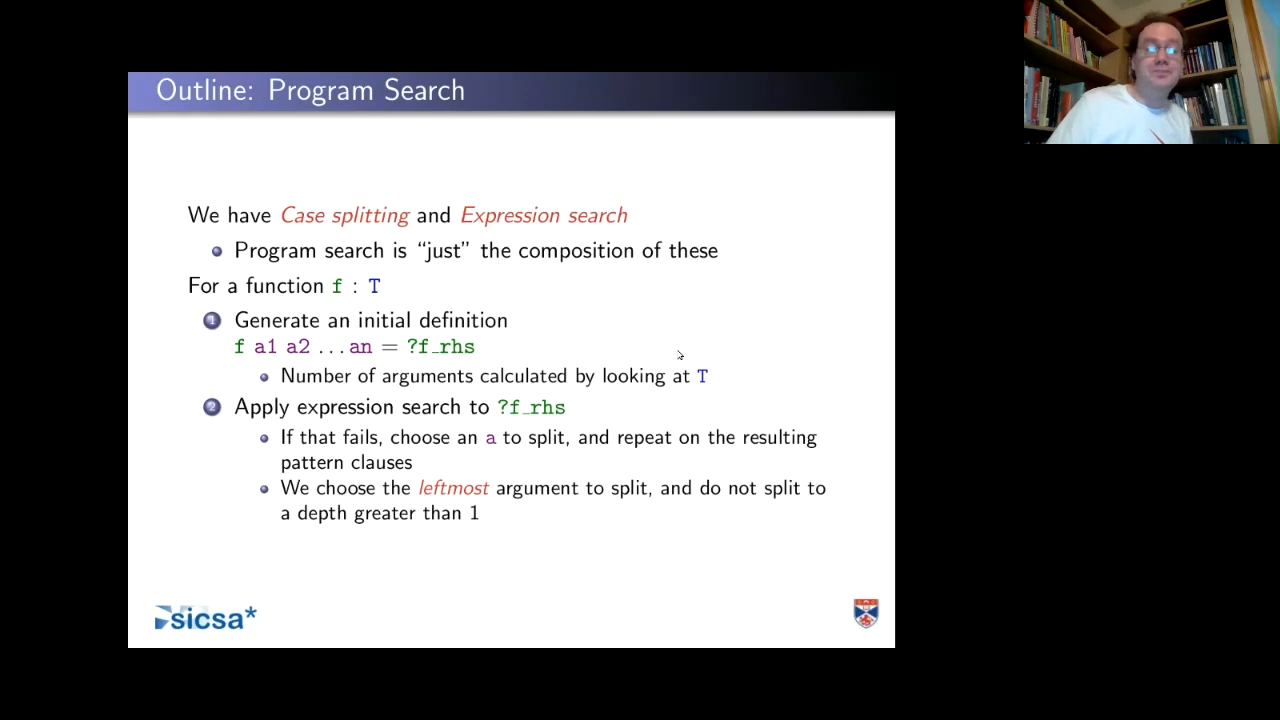 Outline: Program Search
We have Case splitting and Expression search
Program search is “just” the composition of these
For a function f : T
1 Generate an initial definition
f a1 a2 ... an = ?f_rhs
Number of arguments calculated by looking at T
2 Apply expression search to ?f_rhs
If that fails, choose an a to split, and repeat on the resulting
pattern clauses
We choose the leftmost argument to split, and do not split to
a depth greater than 1
sicsa*